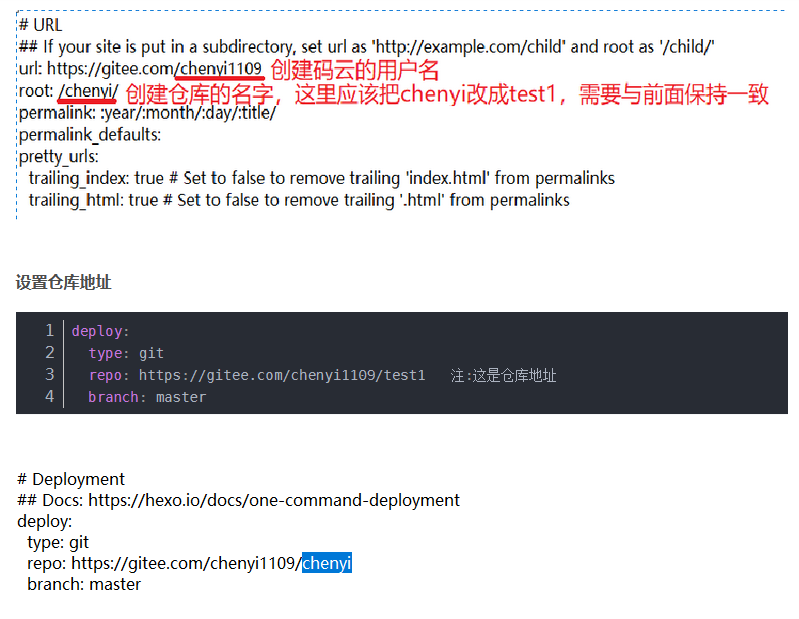 # URL
## If your site is put in a subdirectory, set url as 'http://example.com/child' and root as '/child/'
url: https://gitee.com/chenyi1109 创建码云的用户名
root: /chenyi/ 创建仓库的名字，这里应该把chenyi改成test1，需要与前面保持一致
permalink: :year/:month/:day/:title/
permalink_defaults:
pretty_urls:
  trailing_index: true # Set to false to remove trailing 'index.html' from permalinks
  trailing_html: true # Set to false to remove trailing '.html' from permalinks
设置仓库地址
1 deploy:
2   type: git
3   repo: https://gitee.com/chenyi1109/test1   注:这是仓库地址
4   branch: master
# Deployment
## Docs: https://hexo.io/docs/one-command-deployment
deploy:
  type: git
  repo: https://gitee.com/chenyi1109/chenyi
  branch: master